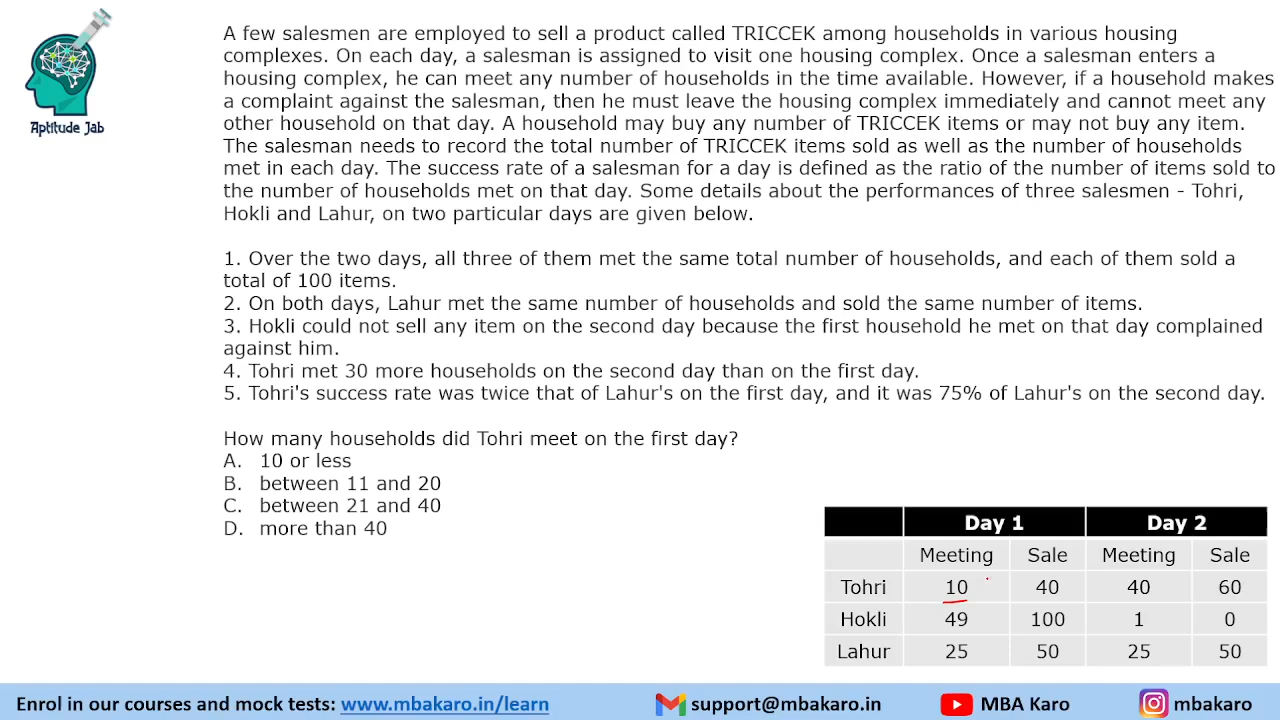 Aptitude Jab
A few salesmen are employed to sell a product called TRICCEK among households in various housing
complexes. On each day, a salesman is assigned to visit one housing complex. Once a salesman enters a
housing complex, he can meet any number of households in the time available. However, if a household makes
a complaint against the salesman, then he must leave the housing complex immediately and cannot meet any
other household on that day. A household may buy any number of TRICCEK items or may not buy any item.
The salesman needs to record the total number of TRICCEK items sold as well as the number of households
met in each day. The success rate of a salesman for a day is defined as the ratio of the number of items sold to
the number of households met on that day. Some details about the performances of three salesmen - Tohri,
Hokli and Lahur, on two particular days are given below.
1. Over the two days, all three of them met the same total number of households, and each of them sold a
total of 100 items.
2. On both days, Lahur met the same number of households and sold the same number of items.
3. Hokli could not sell any item on the second day because the first household he met on that day complained
against him.
4. Tohri met 30 more households on the second day than on the first day.
5. Tohri's success rate was twice that of Lahur's on the first day, and it was 75% of Lahur's on the second day.
How many households did Tohri meet on the first day?
A. 10 or less
B. between 11 and 20
C. between 21 and 40
D. more than 40
Day 1 Day 2
Meeting Sale Meeting Sale
Tohri 10 40 40 60
Hokli 49 100 1 0
Lahur 25 50 25 50
Enrol in our courses and mock tests: www.mbakaro.in/learn support@mbakaro.in MBA Karo mbakaro